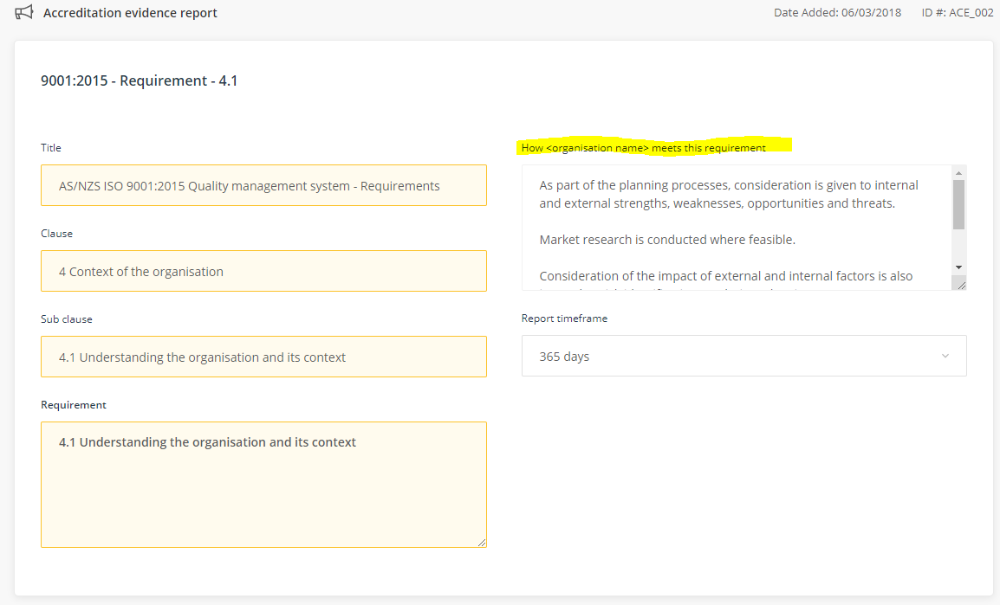 Accreditation evidence report
Date Added: 06/03/2018 ID #: ACE_002
9001:2015 - Requirement - 4.1
Title
AS/NZS ISO 9001:2015 Quality management system - Requirements
Clause
4 Context of the organisation
Sub clause
4.1 Understanding the organisation and its context
Requirement
4.1 Understanding the organisation and its context
How <organisation name> meets this requirement
As part of the planning processes, consideration is given to internal
and external strengths, weaknesses, opportunities and threats.
Market research is conducted where feasible.
Consideration of the impact of external and internal factors is also
Report timeframe
365 days